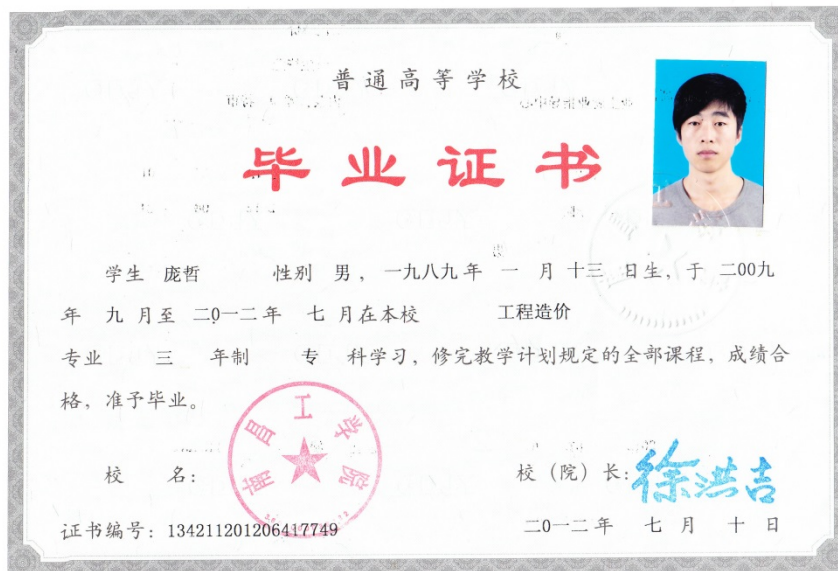 普通高等学校
毕业证书
学生 庞哲 性别 男, 一九八九年 一 月 十三 日生, 于 二00九
年 九 月至 二0一二年 七 月在本校 工程造价
专业 三 年制 专 科学习, 修完教学计划规定的全部课程, 成绩合
格, 准予毕业。
南昌工学院
校 名: 校(院)长: 徐洪吉
证书编号: 134211201206417749 二0一二年 七 月 十 日